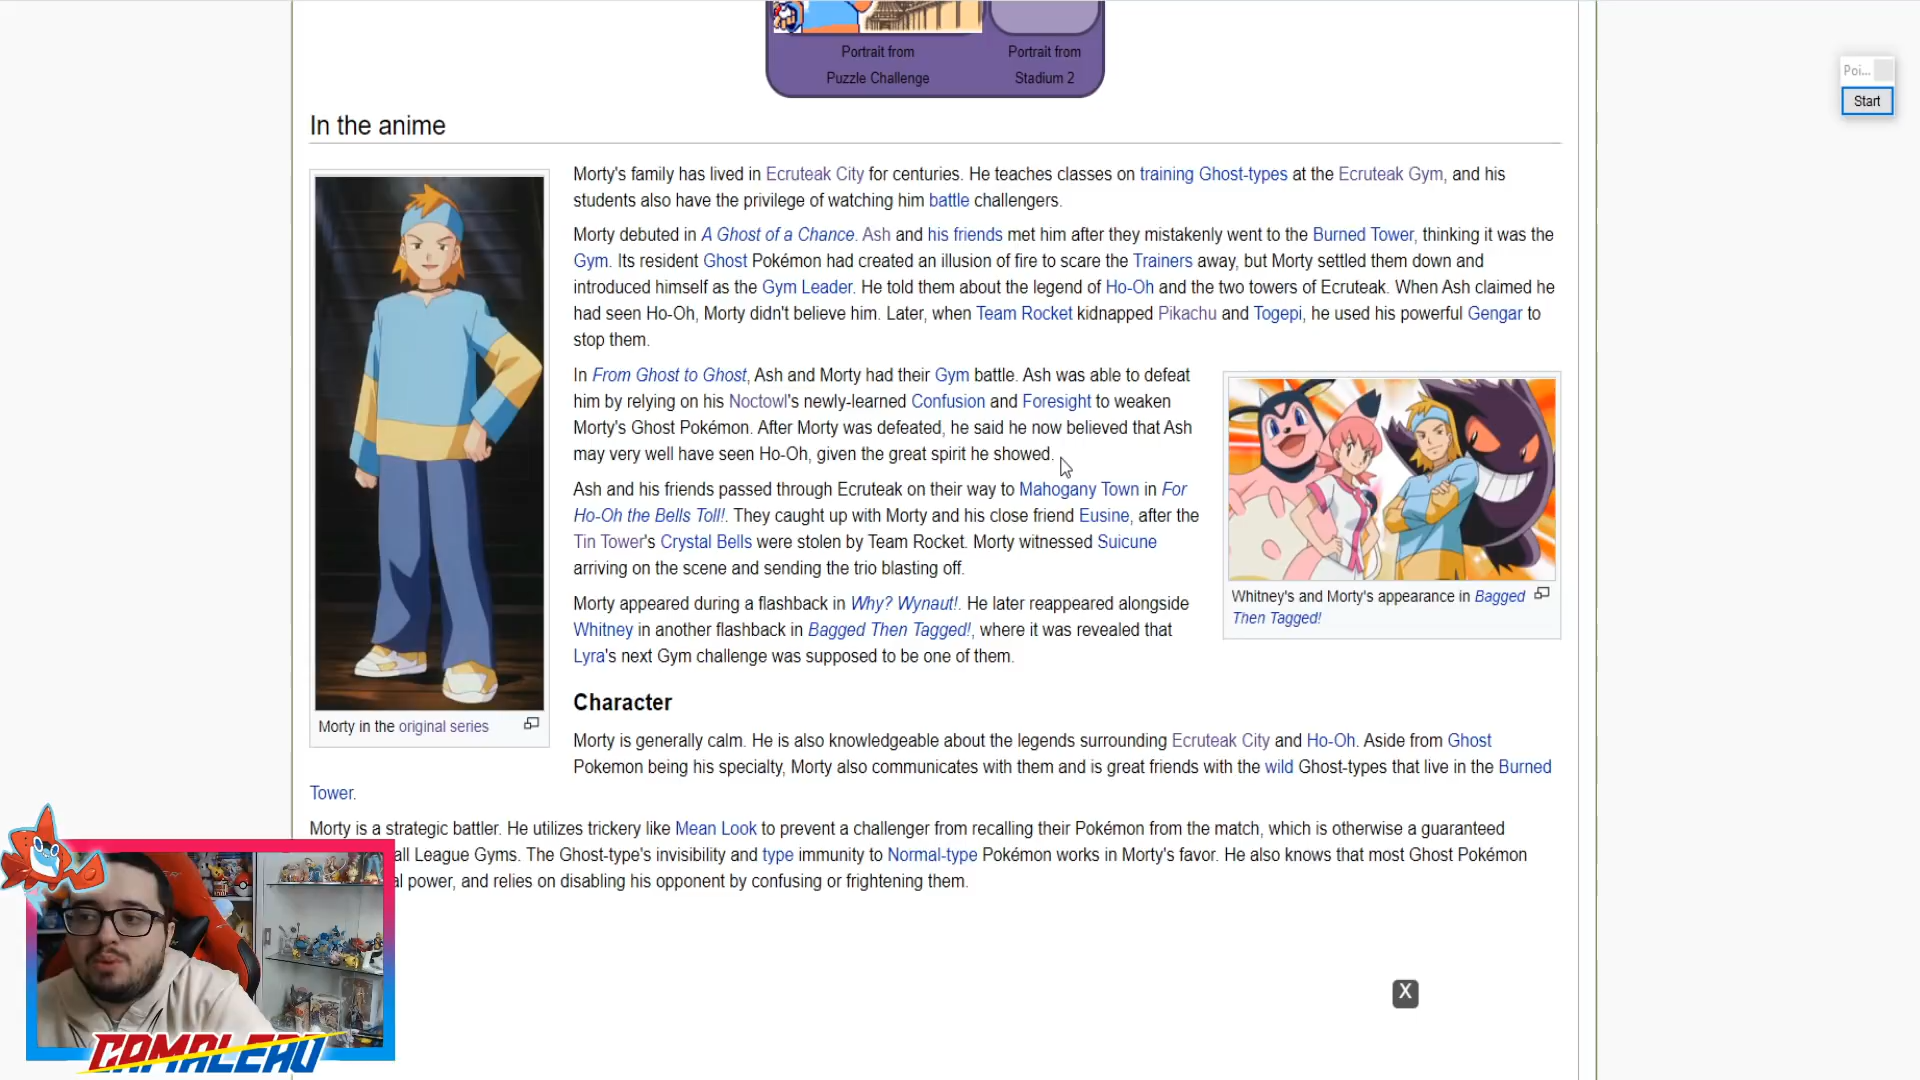 Portrait from
Puzzle Challenge
Portrait from
Stadium 2
Poi...
Start
In the anime
Morty's family has lived in Ecruteak City for centuries. He teaches classes on training Ghost-types at the Ecruteak Gym, and his
students also have the privilege of watching him battle challengers.
Morty debuted in A Ghost of a Chance. Ash and his friends met him after they mistakenly went to the Burned Tower, thinking it was the
Gym. Its resident Ghost Pokémon had created an illusion of fire to scare the Trainers away, but Morty settled them down and
introduced himself as the Gym Leader. He told them about the legend of Ho-Oh and the two towers of Ecruteak. When Ash claimed he
had seen Ho-Oh, Morty didn't believe him. Later, when Team Rocket kidnapped Pikachu and Togepi, he used his powerful Gengar to
stop them.
In From Ghost to Ghost, Ash and Morty had their Gym battle. Ash was able to defeat
him by relying on his Noctowl's newly-learned Confusion and Foresight to weaken
Morty's Ghost Pokémon. After Morty was defeated, he said he now believed that Ash
may very well have seen Ho-Oh, given the great spirit he showed.
Ash and his friends passed through Ecruteak on their way to Mahogany Town in For
Ho-Oh the Bells Toll!. They caught up with Morty and his close friend Eusine, after the
Tin Tower's Crystal Bells were stolen by Team Rocket. Morty witnessed Suicune
arriving on the scene and sending the trio blasting off.
Morty appeared during a flashback in Why? Wynaut!. He later reappeared alongside
Whitney in another flashback in Bagged Then Tagged!, where it was revealed that
Lyra's next Gym challenge was supposed to be one of them.
Whitney's and Morty's appearance in Bagged
Then Tagged!
Morty in the original series
Character
Morty is generally calm. He is also knowledgeable about the legends surrounding Ecruteak City and Ho-Oh. Aside from Ghost
Pokemon being his specialty, Morty also communicates with them and is great friends with the wild Ghost-types that live in the Burned
Tower.
Morty is a strategic battler. He utilizes trickery like Mean Look to prevent a challenger from recalling their Pokémon from the match, which is otherwise a guaranteed
all League Gyms. The Ghost-type's invisibility and type immunity to Normal-type Pokémon works in Morty's favor. He also knows that most Ghost Pokémon
power, and relies on disabling his opponent by confusing or frightening them.
X
CAMALEAO